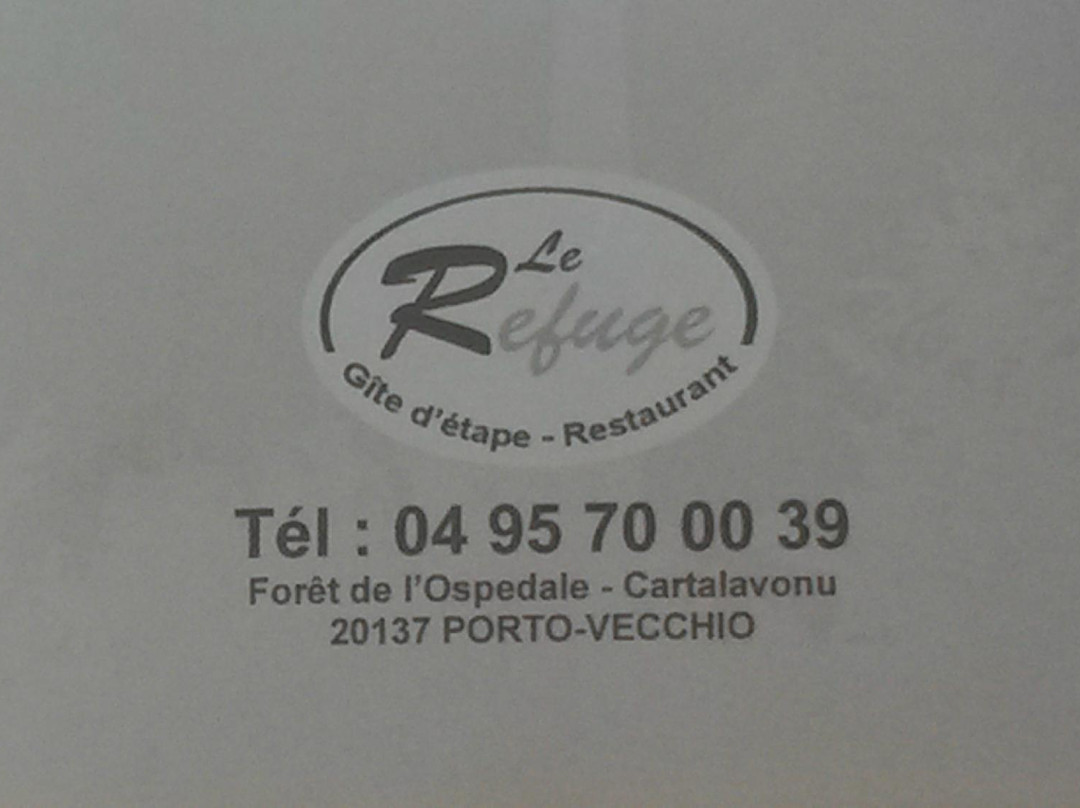 Le
Refuge
Gîte d'étape - Restaurant
Tél : 04 95 70 00 39
Forêt de l'Ospedale - Cartalavonu
20137 PORTO-VECCHIO